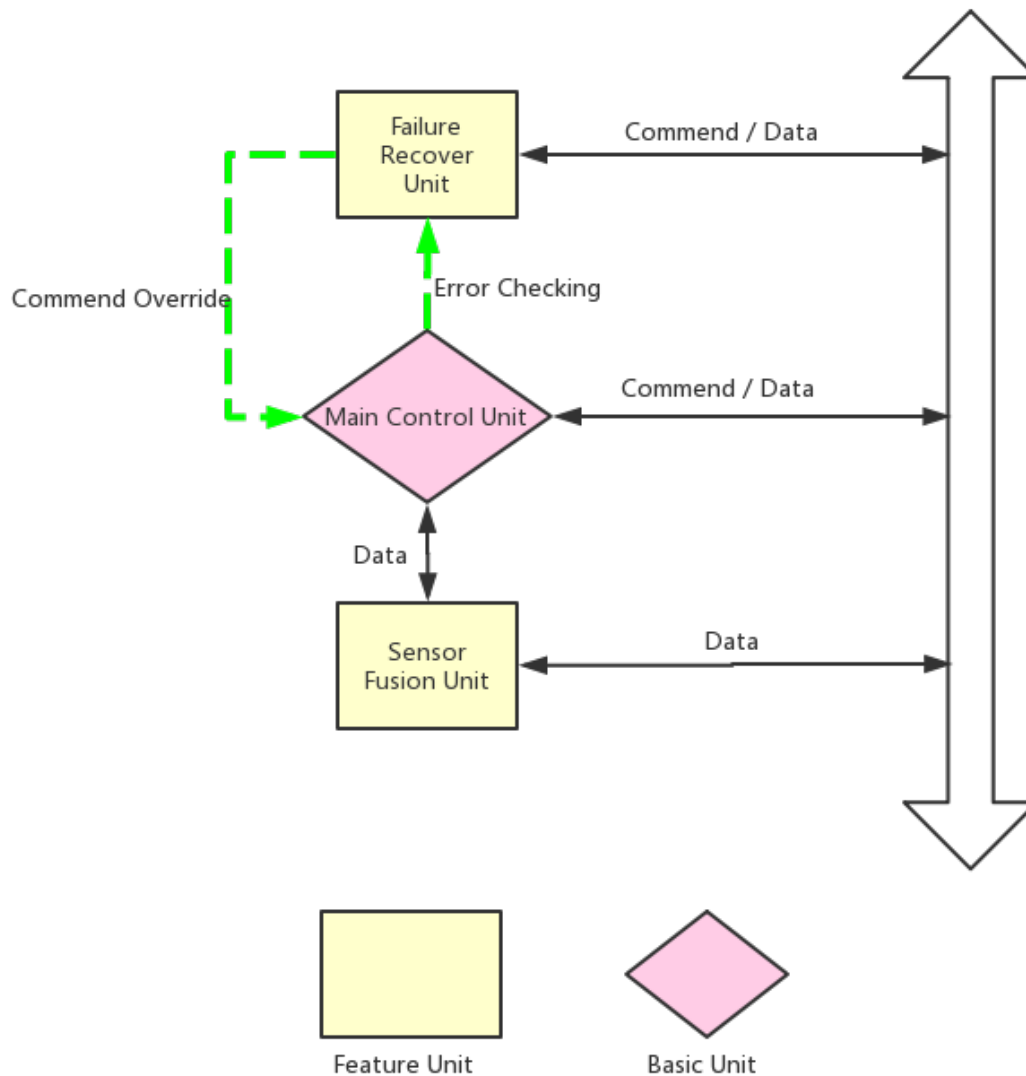 Failure
Recover
Unit
Commend / Data
Commend Override
Error Checking
Main Control Unit
Commend / Data
Data
Sensor
Fusion Unit
Data
Feature Unit
Basic Unit